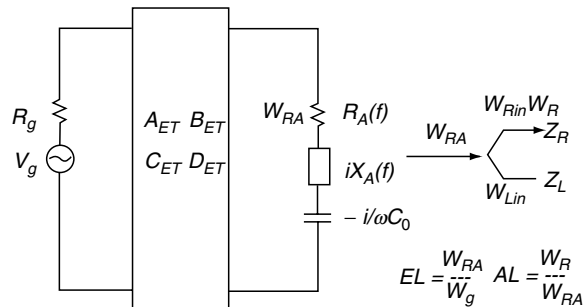 R_g
V_g
A_ET B_ET
C_ET D_ET
W_RA
R_A(f)
iX_A(f)
– i/ωC_0
W_RA
W_Rin W_R
Z_R
W_Lin
Z_L
EL = W_RA / W_g AL = W_R / W_RA